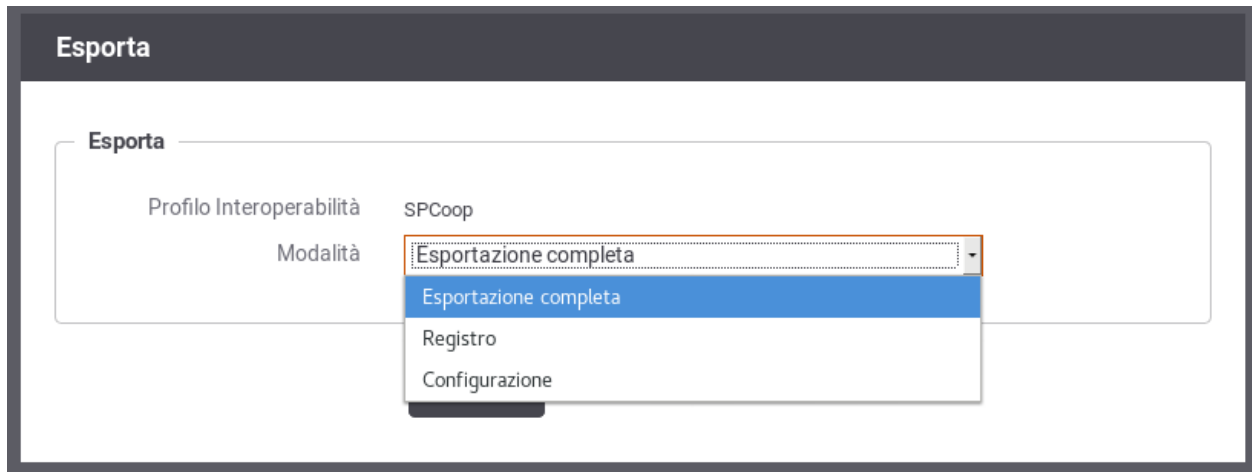 Esporta
Esporta
Profilo Interoperabilità SPCoop
Modalità Esportazione completa
Esportazione completa
Registro
Configurazione